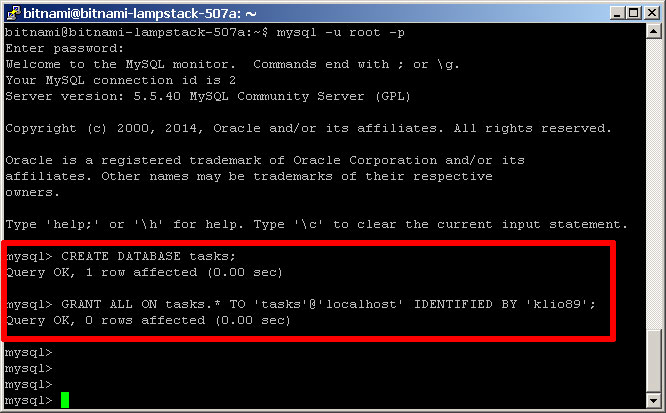 bitnami@bitnami-lampstack-507a: ~
bitnami@bitnami-lampstack-507a:~$ mysql -u root -p
Enter password:
Welcome to the MySQL monitor.  Commands end with ; or \g.
Your MySQL connection id is 2
Server version: 5.5.40 MySQL Community Server (GPL)
Copyright (c) 2000, 2014, Oracle and/or its affiliates. All rights reserved.
Oracle is a registered trademark of Oracle Corporation and/or its
affiliates. Other names may be trademarks of their respective
owners.
Type 'help;' or '\h' for help. Type '\c' to clear the current input statement.
mysql> CREATE DATABASE tasks;
Query OK, 1 row affected (0.00 sec)
mysql> GRANT ALL ON tasks.* TO 'tasks'@'localhost' IDENTIFIED BY 'klio89';
Query OK, 0 rows affected (0.00 sec)
mysql>
mysql>
mysql>
mysql>